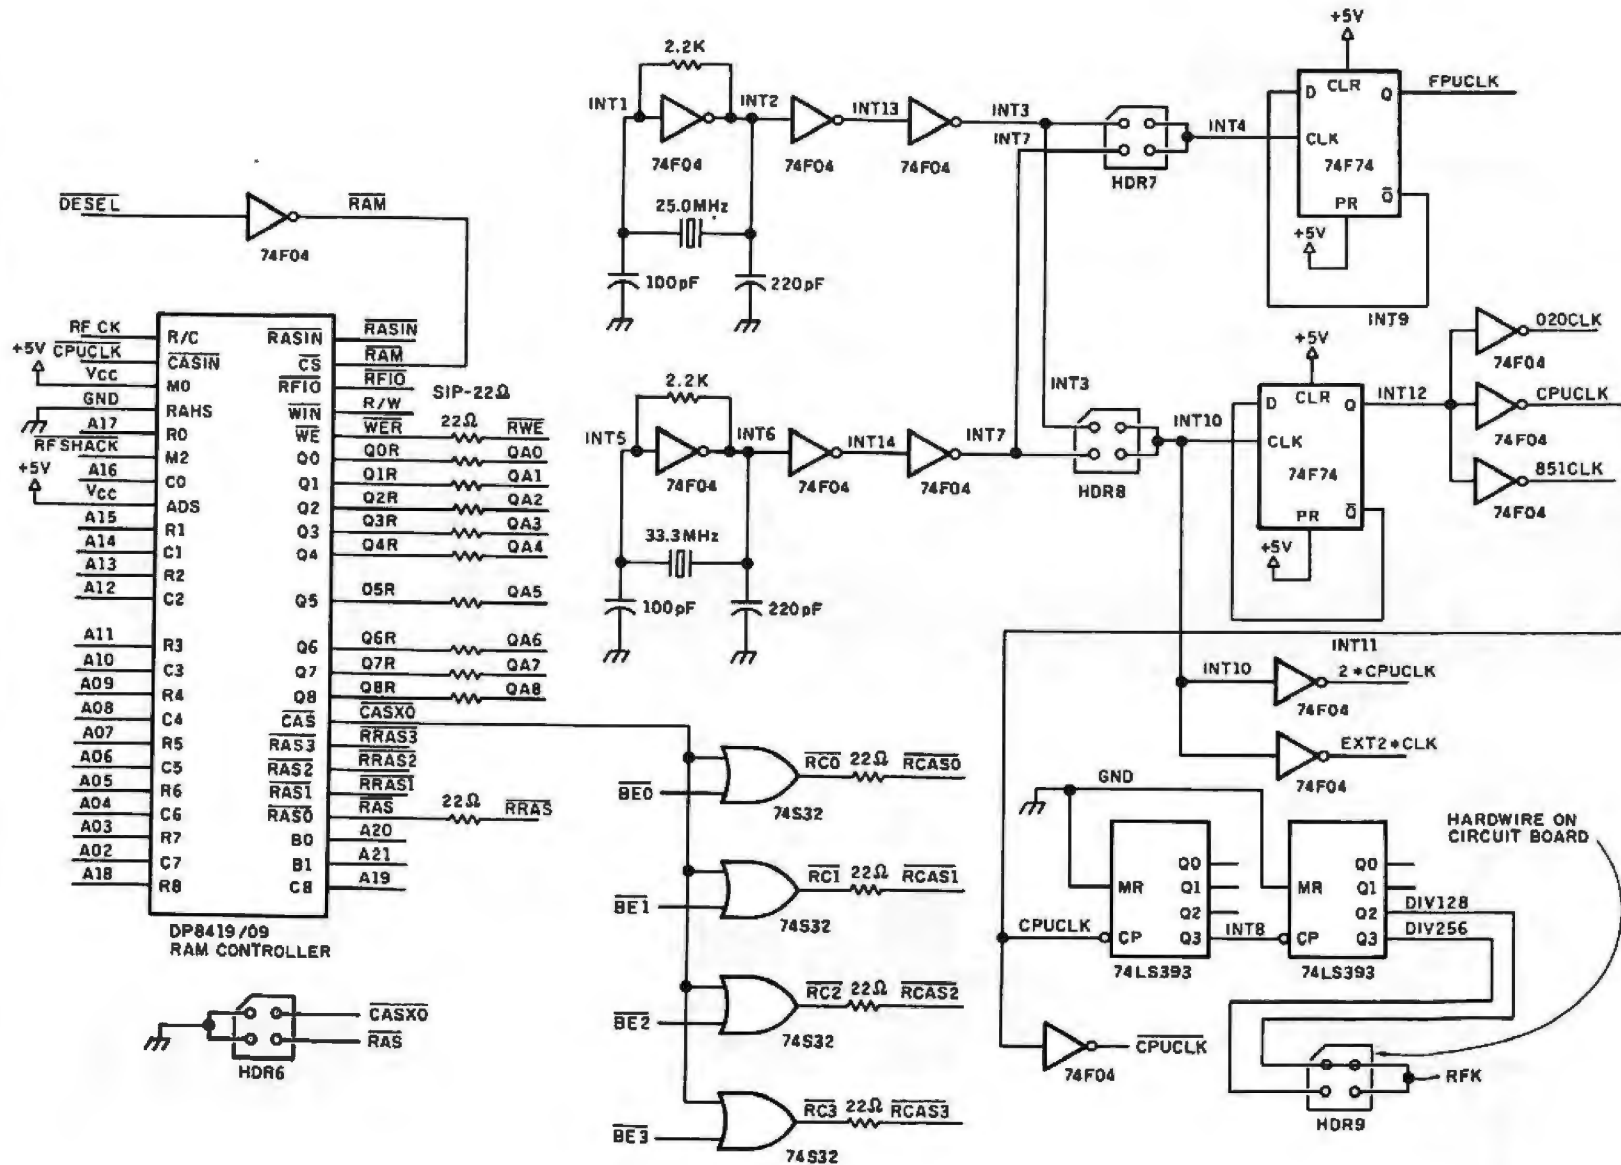 DESEL
RAM
74F04
RF CK
+5V
CPUCLK
VCC
GND
A17
RFSHACK
+5V
A16
VCC
A15
A14
A13
A12
A11
A10
A09
A08
A07
A06
A05
A04
A03
A02
A18
R/C
CASIN
M0
RAHS
R0
M2
C0
ADS
R1
C1
R2
C2
R3
C3
R4
C4
R5
C5
R6
C6
R7
C7
R8
RASIN
CS
RFIO
WIN
WE
Q0
Q1
Q2
Q3
Q4
Q5
Q6
Q7
Q8
CAS
RAS3
RAS2
RAS1
RAS0
B0
B1
C8
RASIN
RAM
RFIO
SIP-22Ω
R/W
WER 22Ω RWE
Q0R QA0
Q1R QA1
Q2R QA2
Q3R QA3
Q4R QA4
Q5R QA5
Q6R QA6
Q7R QA7
Q8R QA8
CASX0
RRAS3
RRAS2
RRAS1
RAS 22Ω RRAS
A20
A21
A19
DP8419/09
RAM CONTROLLER
CASX0
RAS
HDR6
2.2K
INT1
INT2
INT13
INT3
74F04
74F04
74F04
25.0MHz
100pF
220pF
INT7
HDR7
INT4
+5V
D CLR Q
FPUCLK
CLK
74F74
PR Q
+5V
INT9
2.2K
INT5
INT6
INT14
INT7
74F04
74F04
74F04
33.3MHz
100pF
220pF
INT3
HDR8
INT10
+5V
D CLR Q
CLK
74F74
PR Q
+5V
INT12
020CLK
74F04
CPUCLK
74F04
851CLK
74F04
INT11
INT10
2*CPUCLK
74F04
EXT2*CLK
74F04
BE0
74S32
RC0 22Ω RCAS0
BE1
74S32
RC1 22Ω RCAS1
BE2
74S32
RC2 22Ω RCAS2
BE3
74S32
RC3 22Ω RCAS3
GND
HARDWIRE ON
CIRCUIT BOARD
MR
CP
Q0
Q1
Q2
Q3
74LS393
CPUCLK
INT8
MR
CP
Q0
Q1
Q2
Q3
74LS393
DIV128
DIV256
CPUCLK
74F04
RFK
HDR9